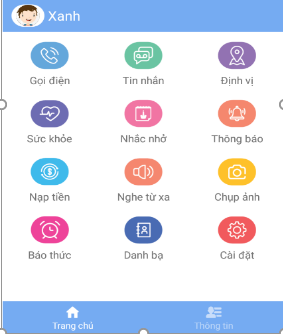 Xanh
Gọi điện Tin nhắn Định vị
Sức khỏe Nhắc nhở Thông báo
Nạp tiền Nghe từ xa Chụp ảnh
Báo thức Danh bạ Cài đặt
Trang chủ Thông tin